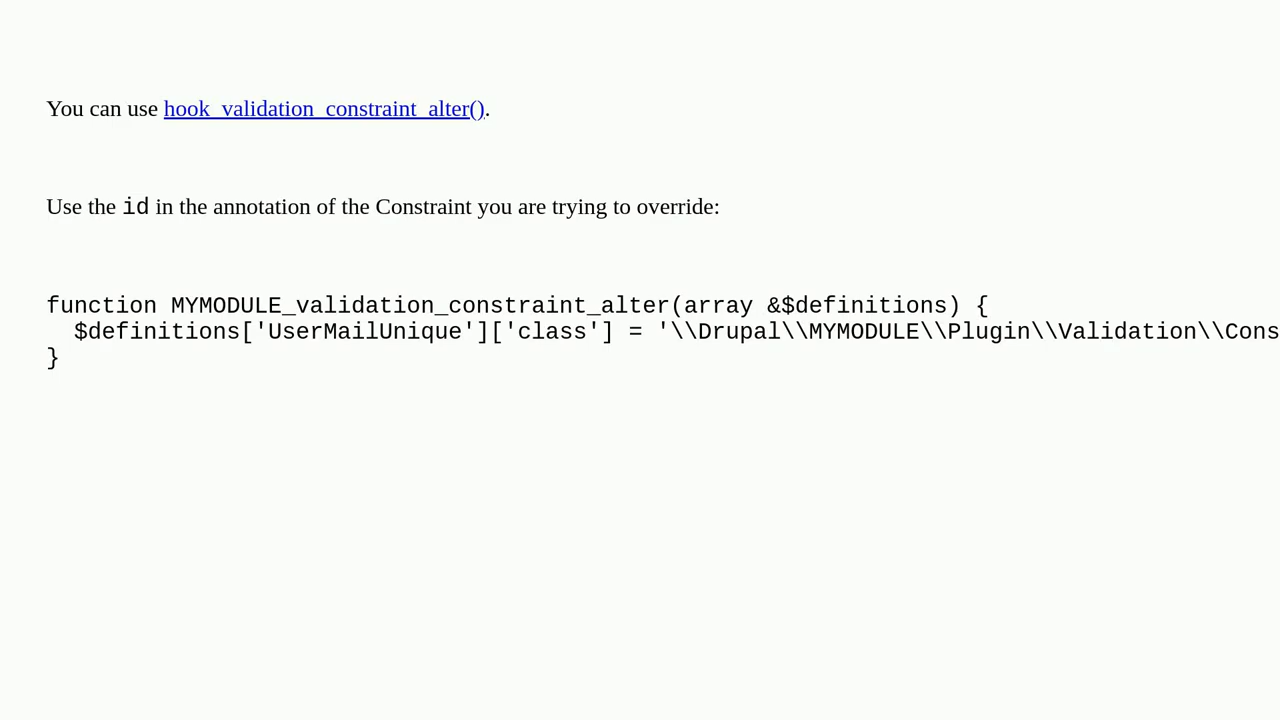 You can use hook_validation_constraint_alter().
Use the id in the annotation of the Constraint you are trying to override:
function MYMODULE_validation_constraint_alter(array &$definitions) {
  $definitions['UserMailUnique']['class'] = '\\Drupal\\MYMODULE\\Plugin\\Validation\\Cons
}